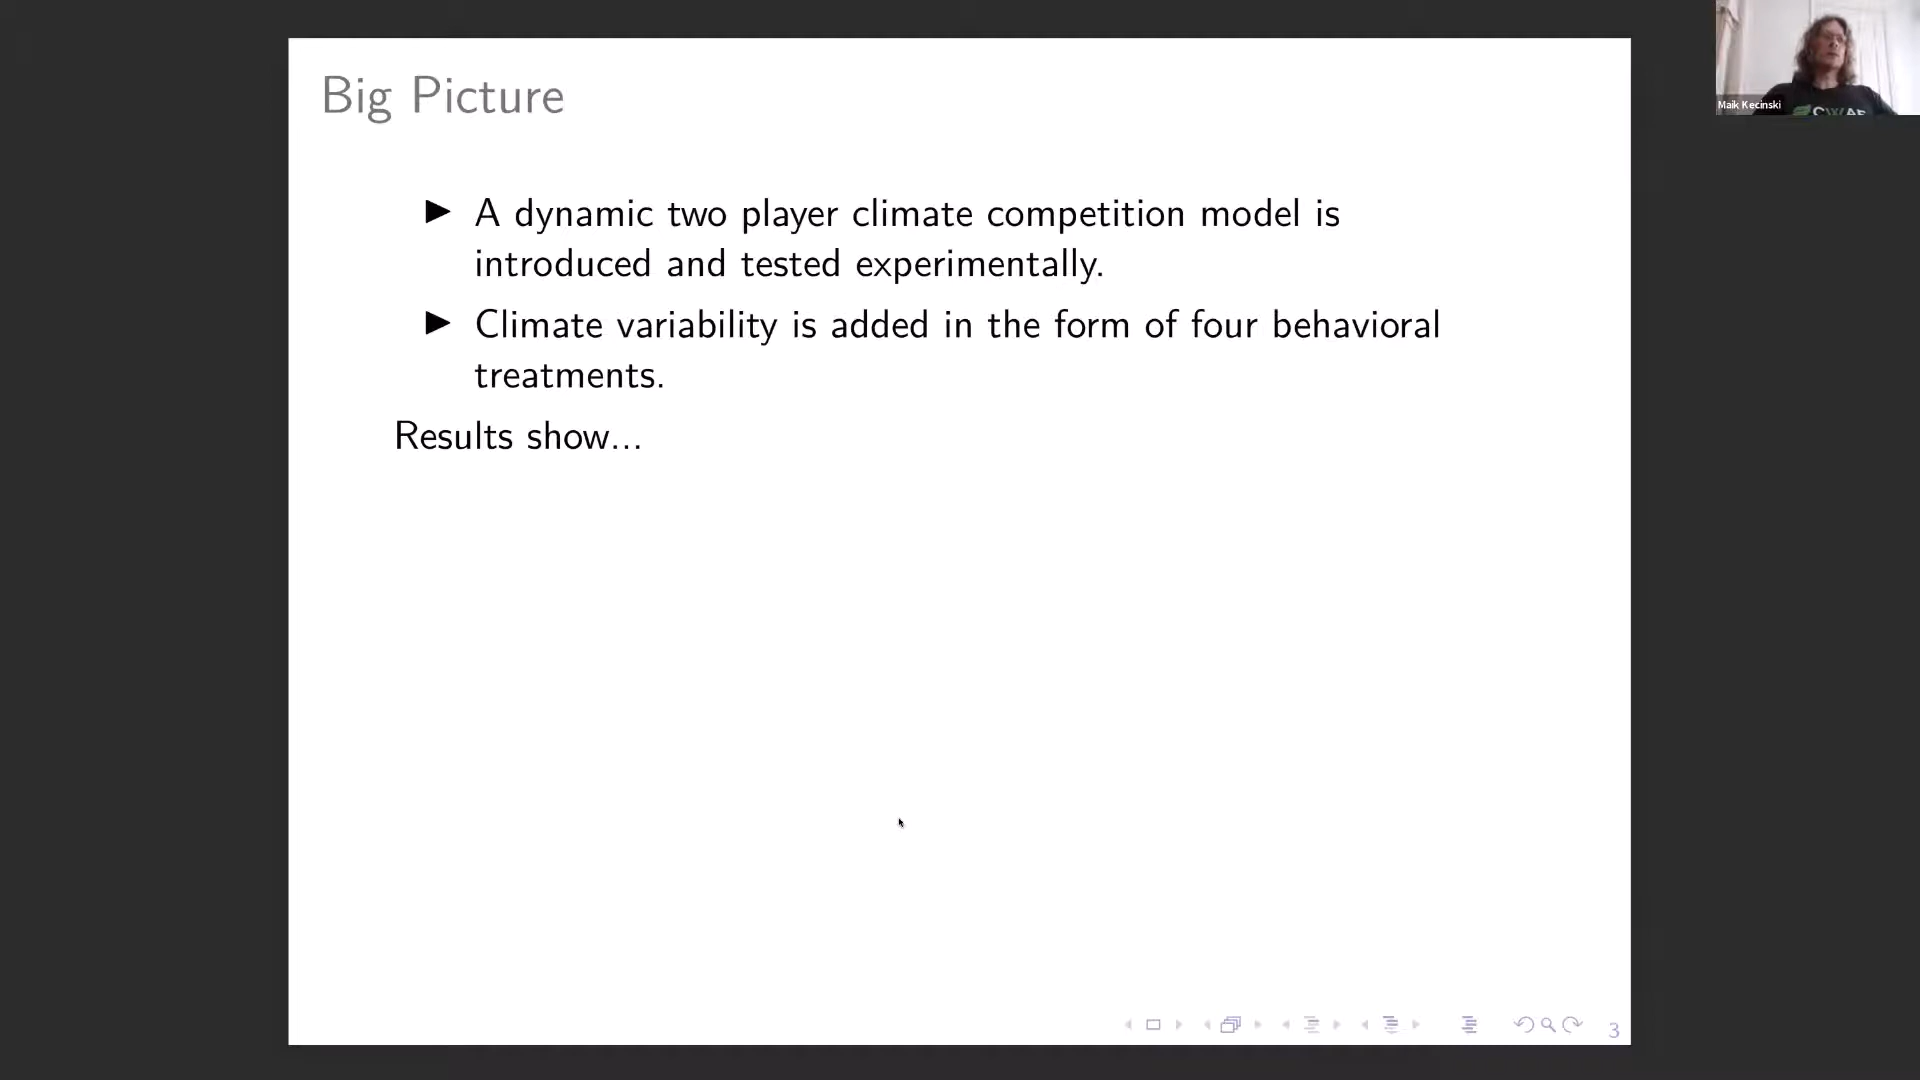 Big Picture
Maik Kecinski
▶ A dynamic two player climate competition model is
introduced and tested experimentally.
▶ Climate variability is added in the form of four behavioral
treatments.
Results show...
3